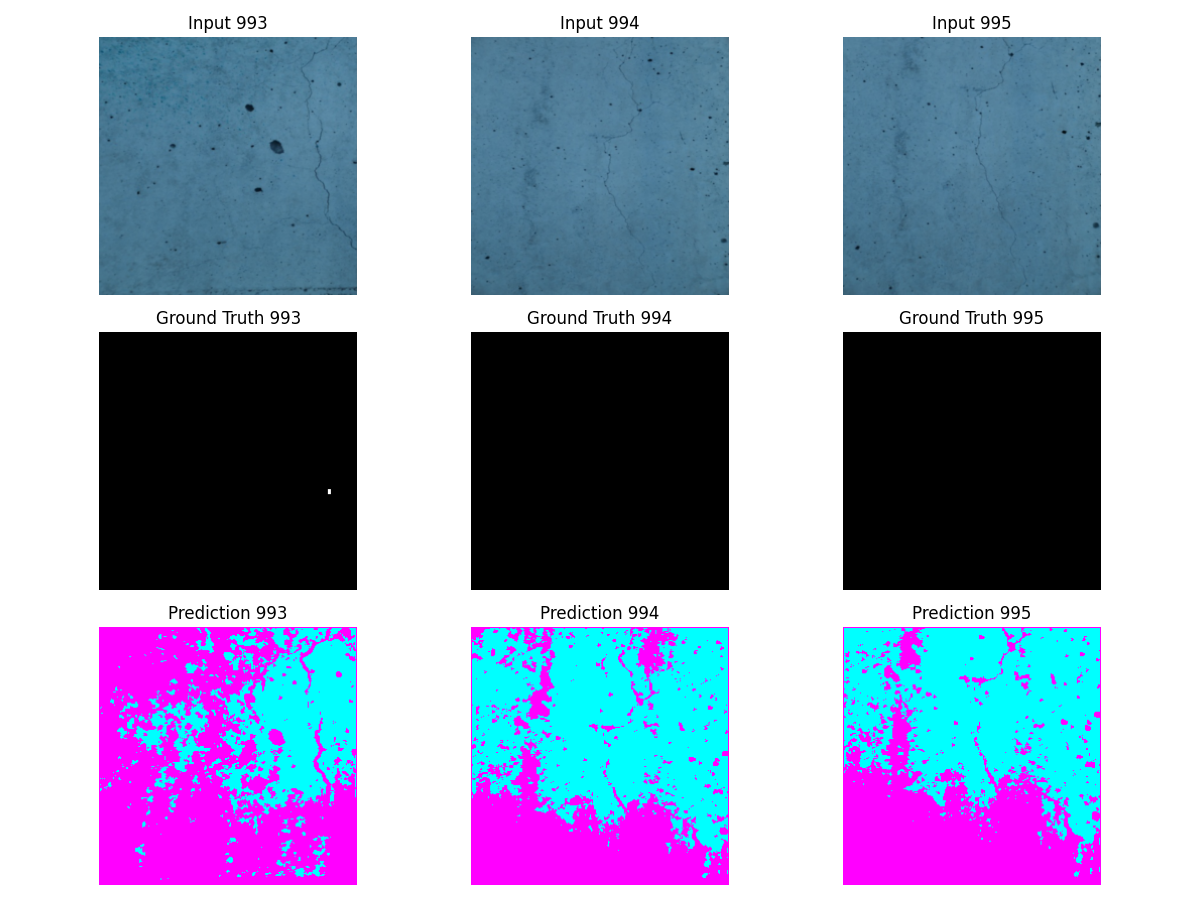 Input 993
Input 994
Input 995
Ground Truth 993
Ground Truth 994
Ground Truth 995
Prediction 993
Prediction 994
Prediction 995